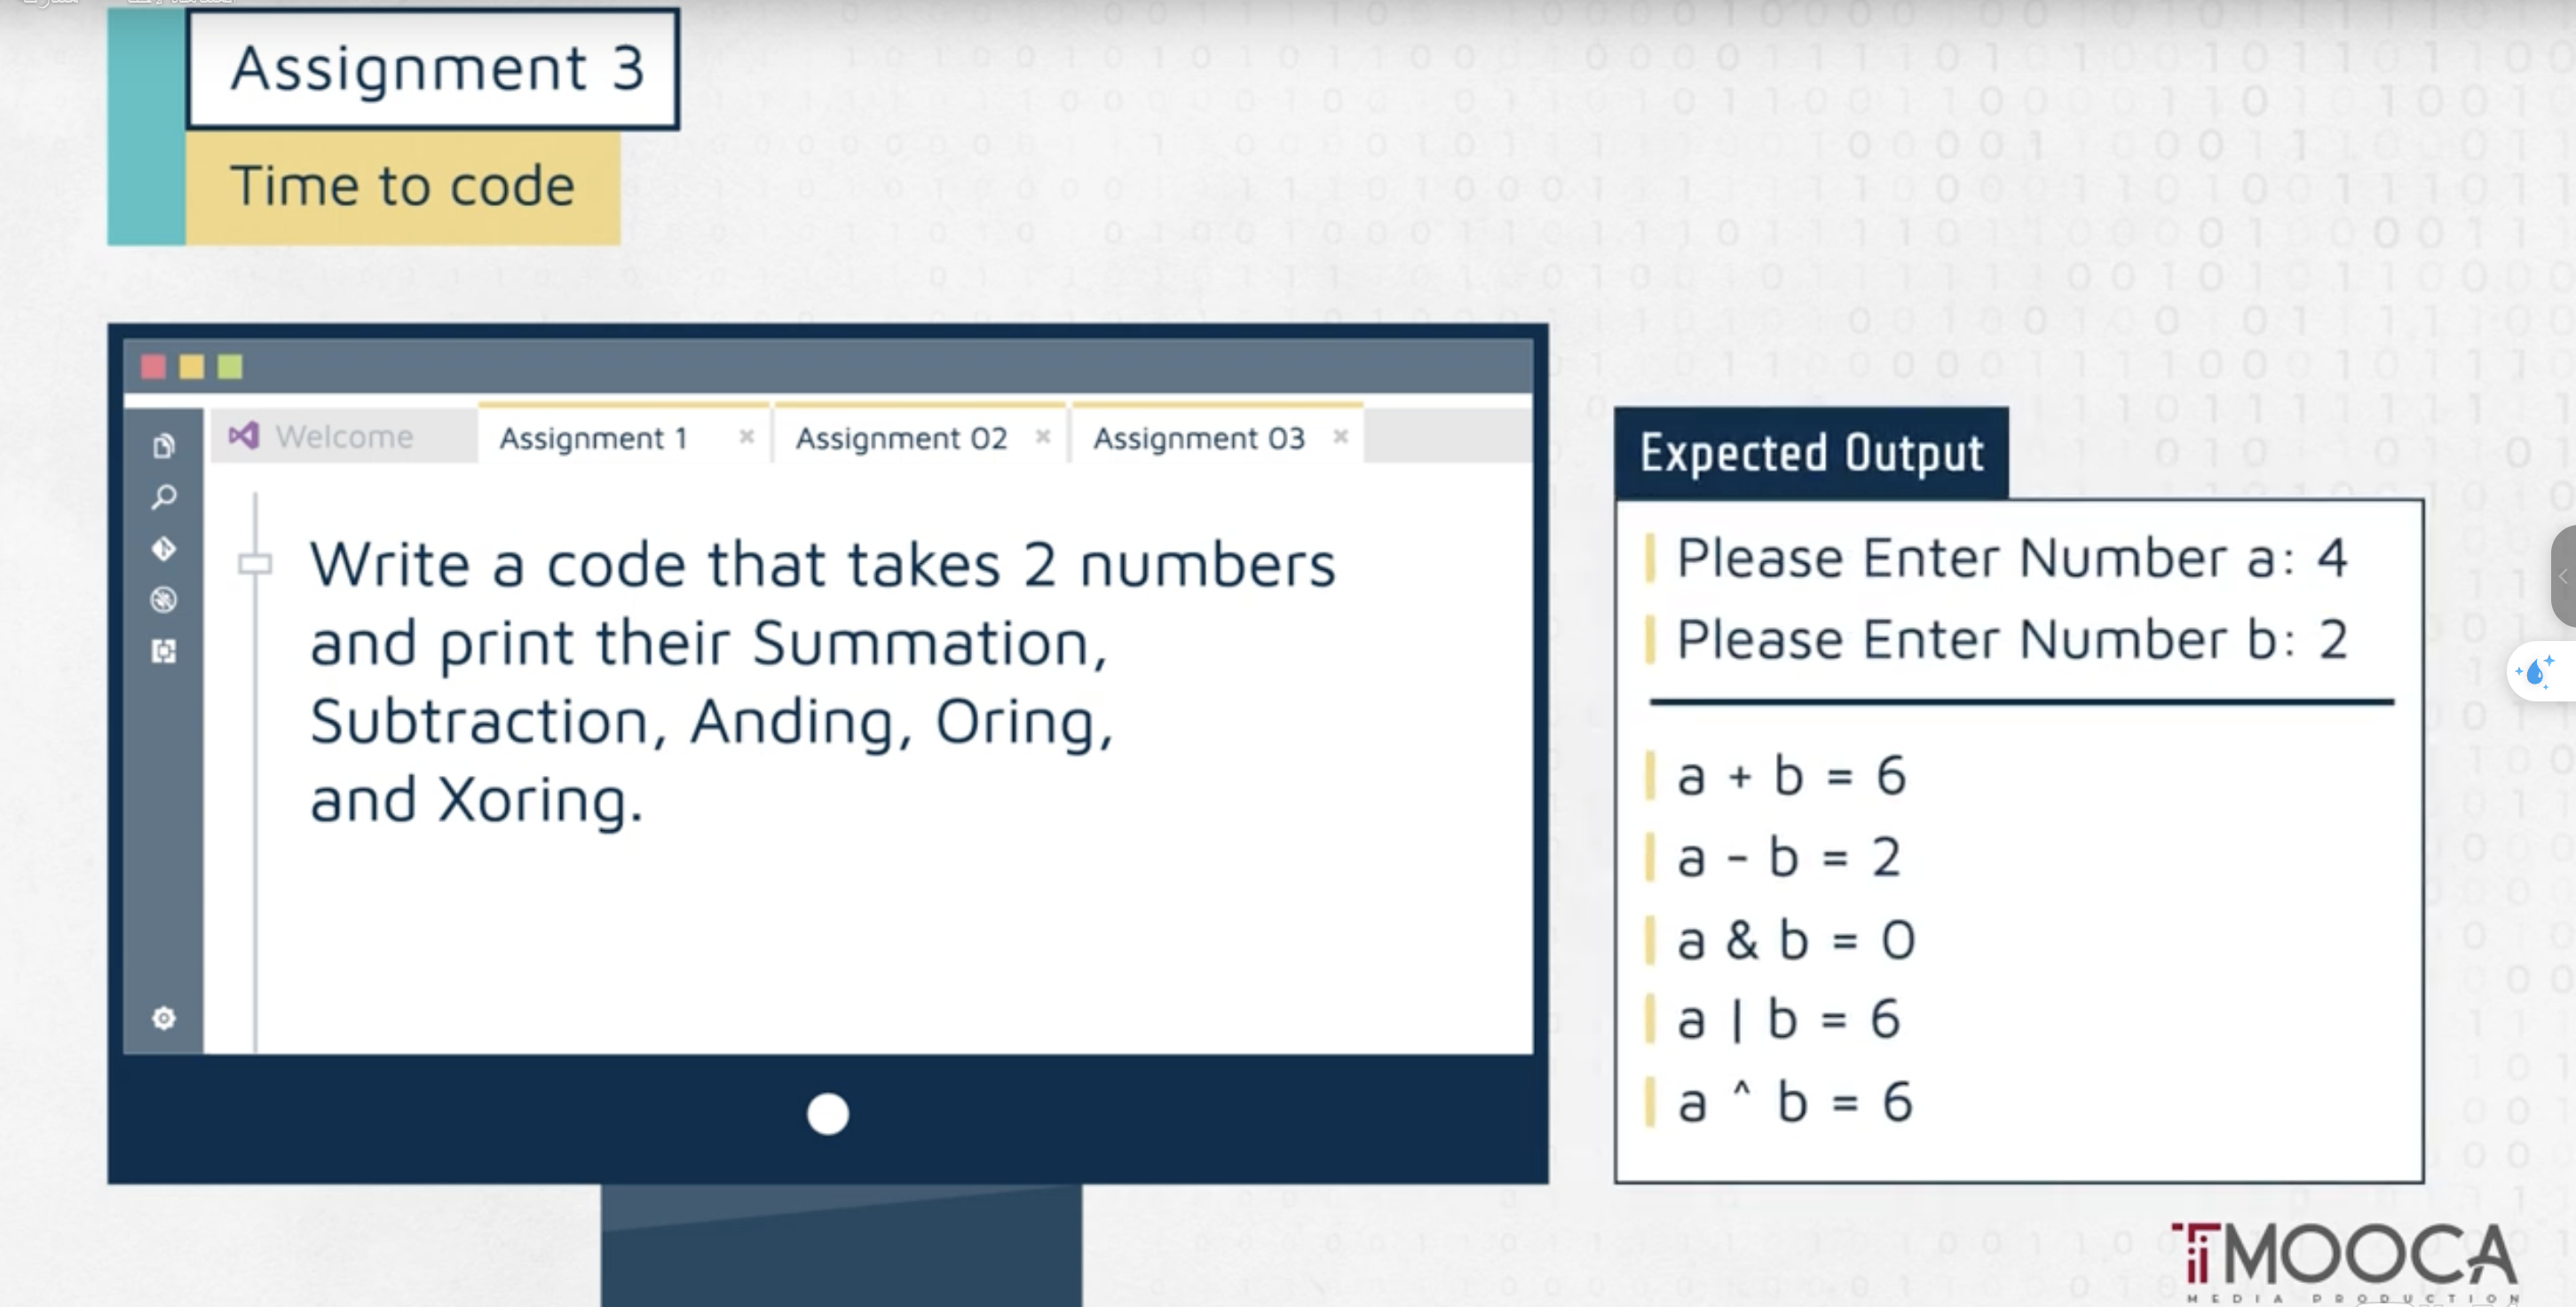 Assignment 3
Time to code
Welcome
Assignment 1
Assignment 02
Assignment 03
Write a code that takes 2 numbers
and print their Summation,
Subtraction, Anding, Oring,
and Xoring.
Expected Output
Please Enter Number a: 4
Please Enter Number b: 2
a + b = 6
a - b = 2
a & b = 0
a | b = 6
a ^ b = 6
iTiMOOCA
MEDIA PRODUCTION